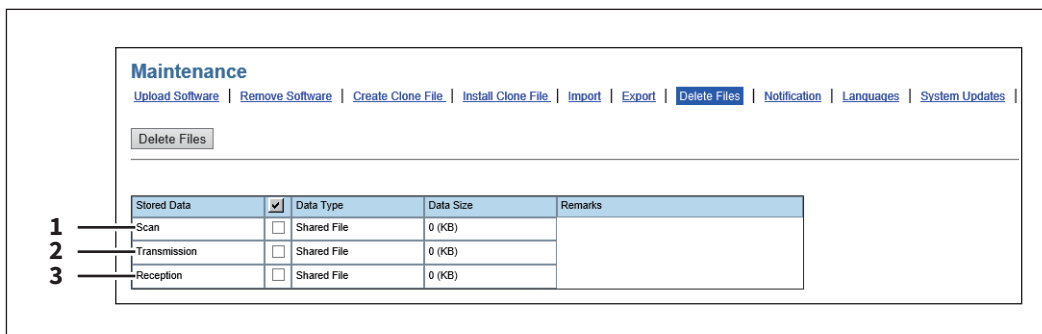 Maintenance
Upload Software | Remove Software | Create Clone File | Install Clone File | Import | Export | Delete Files | Notification | Languages | System Updates |
Delete Files
Stored Data Data Type Data Size Remarks
1 Scan Shared File 0 (KB)
2 Transmission Shared File 0 (KB)
3 Reception Shared File 0 (KB)